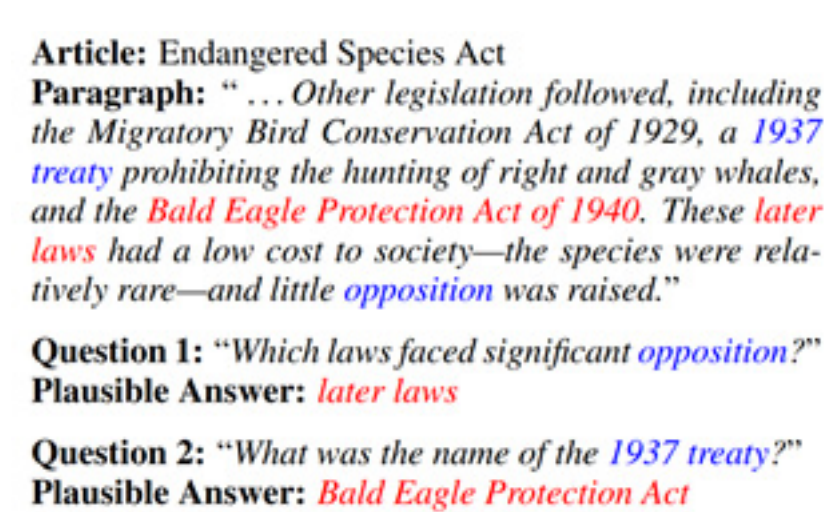 Article: Endangered Species Act
Paragraph: “ … Other legislation followed, including
the Migratory Bird Conservation Act of 1929, a 1937
treaty prohibiting the hunting of right and gray whales,
and the Bald Eagle Protection Act of 1940. These later
laws had a low cost to society—the species were rela-
tively rare—and little opposition was raised.”
Question 1: “Which laws faced significant opposition?”
Plausible Answer: later laws
Question 2: “What was the name of the 1937 treaty?”
Plausible Answer: Bald Eagle Protection Act